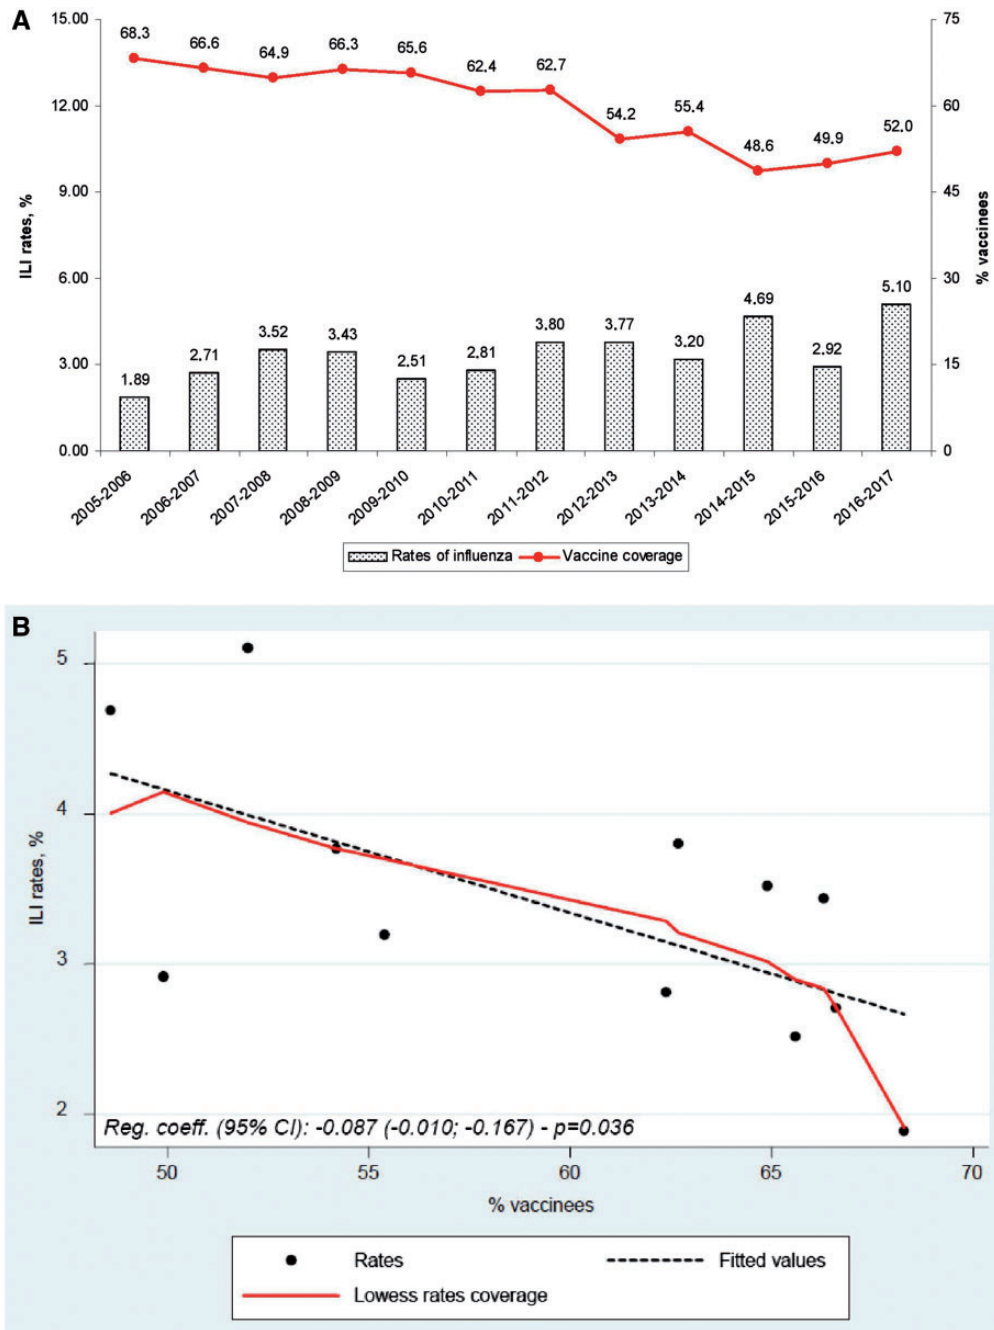 A
15.00
12.00
9.00
6.00
3.00
0.00
ILI rates, %
75
60
45
30
15
0
% vaccinees
68.3 66.6 64.9 66.3 65.6 62.4 62.7 54.2 55.4 48.6 49.9 52.0
1.89 2.71 3.52 3.43 2.51 2.81 3.80 3.77 3.20 4.69 2.92 5.10
2005-2006 2006-2007 2007-2008 2008-2009 2009-2010 2010-2011 2011-2012 2012-2013 2013-2014 2014-2015 2015-2016 2016-2017
Rates of influenza Vaccine coverage
B
5
4
3
2
ILI rates, %
Reg. coeff. (95% CI): -0.087 (-0.010; -0.167) - p=0.036
50 55 60 65 70
% vaccinees
Rates Fitted values
Lowess rates coverage